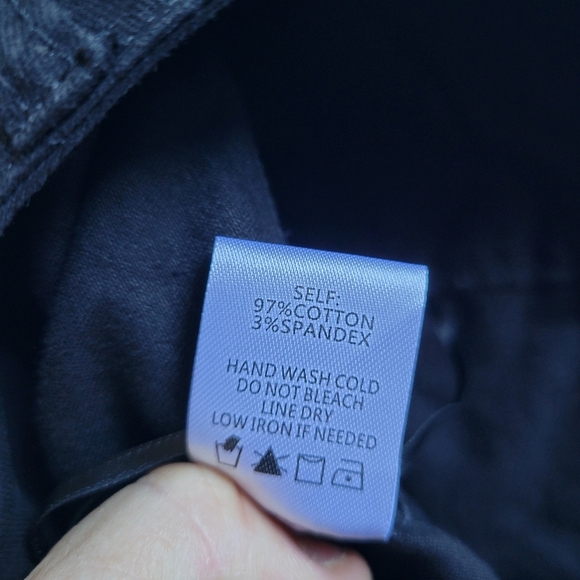 SELF:
97%COTTON
3%SPANDEX
HAND WASH COLD
DO NOT BLEACH
LINE DRY
LOW IRON IF NEEDED